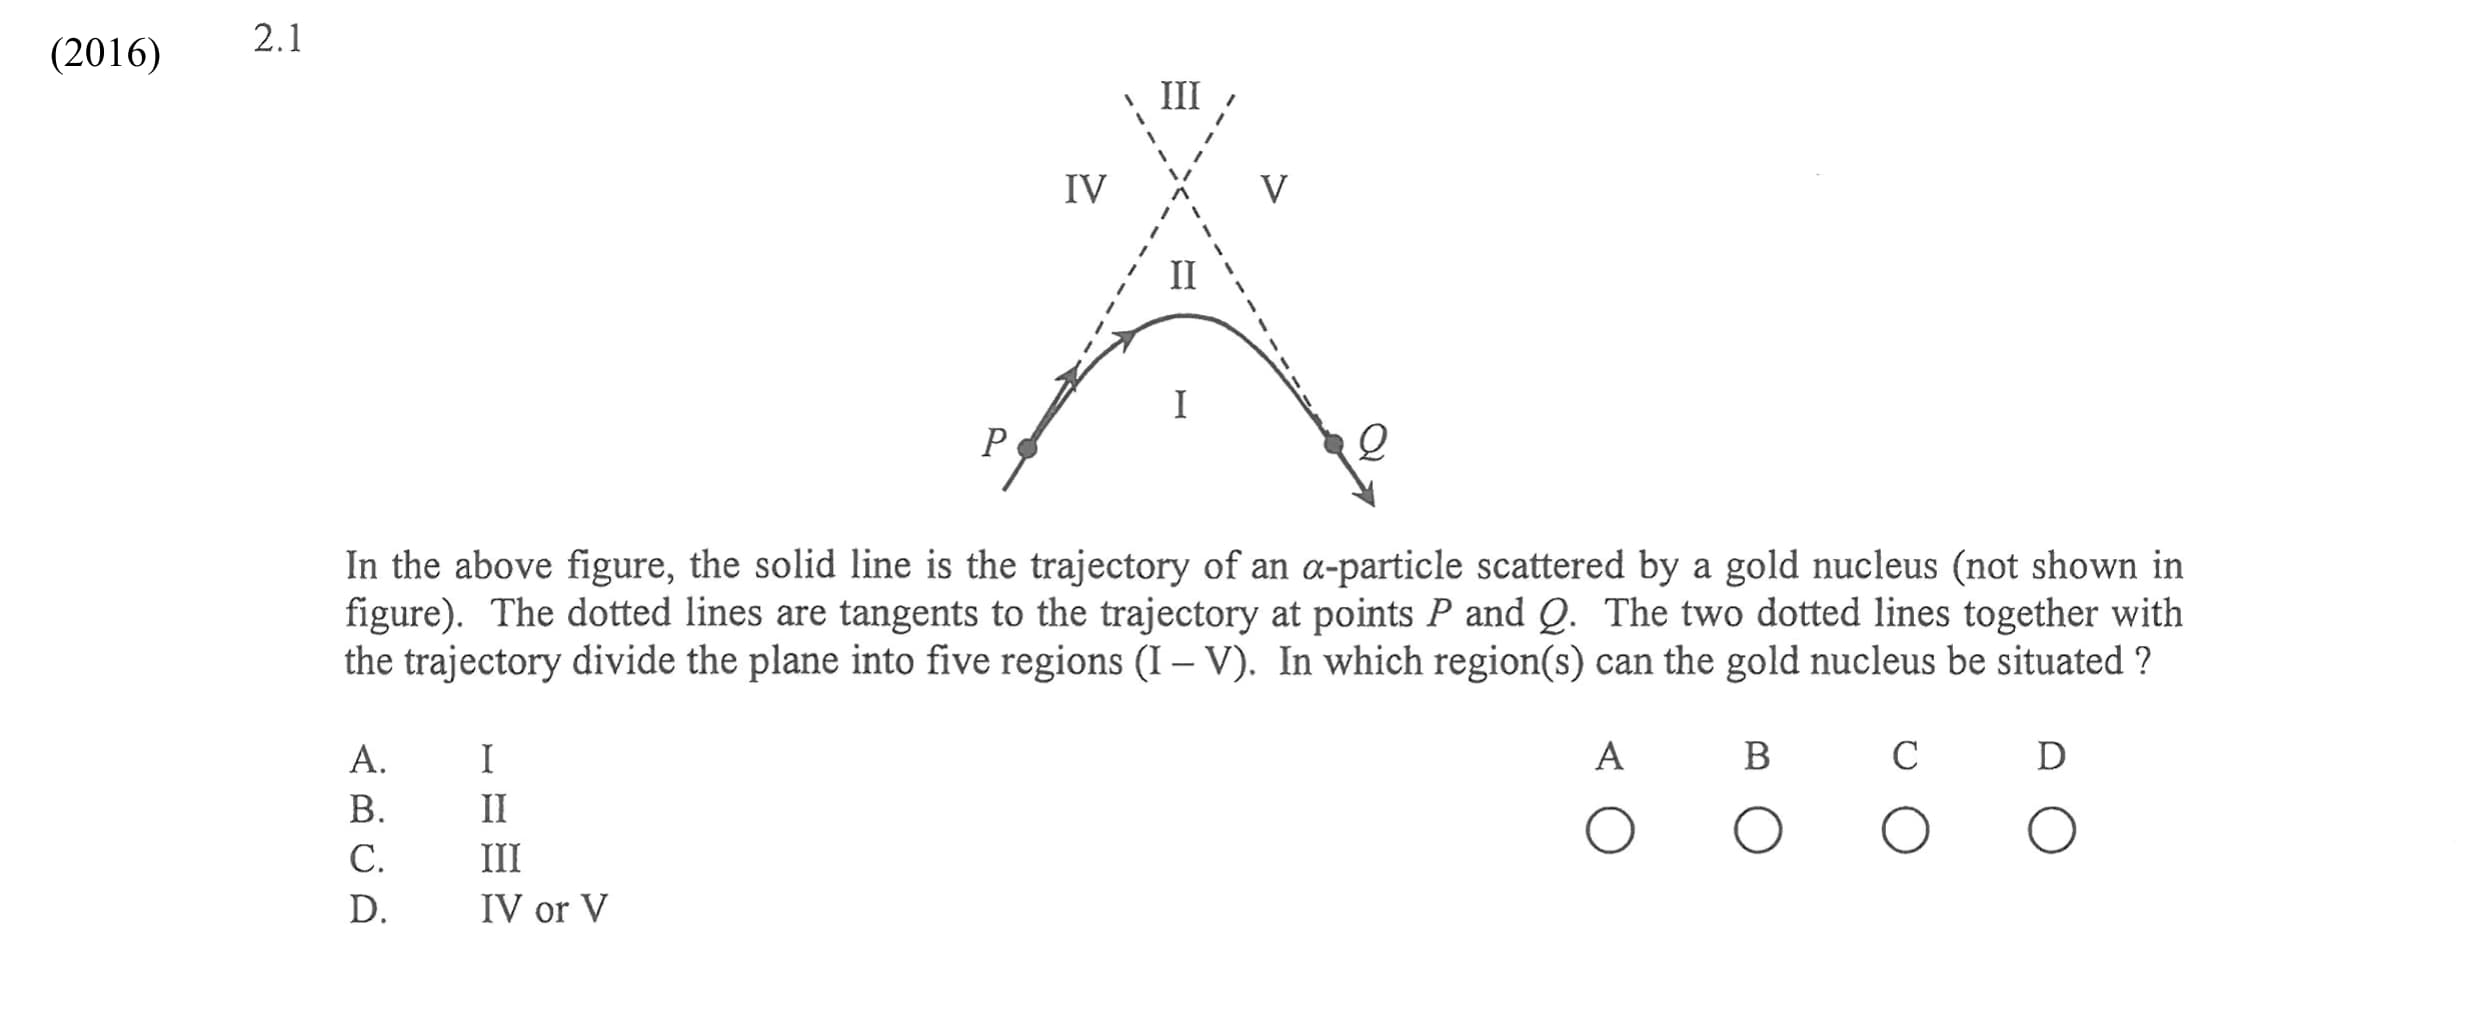 (2016) 2.1
III
IV V
II
I
P Q
In the above figure, the solid line is the trajectory of an α-particle scattered by a gold nucleus (not shown in
figure). The dotted lines are tangents to the trajectory at points P and Q. The two dotted lines together with
the trajectory divide the plane into five regions (I – V). In which region(s) can the gold nucleus be situated ?
A. I A B C D
B. II
C. III
D. IV or V